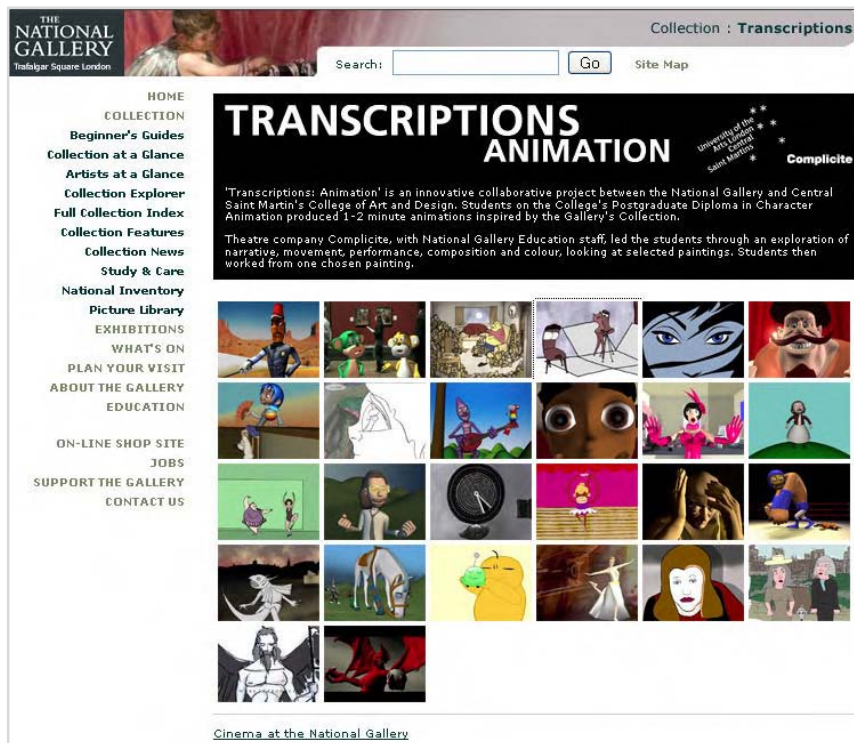 THE
NATIONAL
GALLERY
Trafalgar Square London
Collection : Transcriptions
Search:
Go
Site Map
HOME
COLLECTION
Beginner's Guides
Collection at a Glance
Artists at a Glance
Collection Explorer
Full Collection Index
Collection Features
Collection News
Study & Care
National Inventory
Picture Library
EXHIBITIONS
WHAT'S ON
PLAN YOUR VISIT
ABOUT THE GALLERY
EDUCATION
ON-LINE SHOP SITE
JOBS
SUPPORT THE GALLERY
CONTACT US
TRANSCRIPTIONS
ANIMATION
University of the
Arts London
Central
Saint Martins
Complicite
'Transcriptions: Animation' is an innovative collaborative project between the National Gallery and Central
Saint Martin's College of Art and Design. Students on the College's Postgraduate Diploma in Character
Animation produced 1-2 minute animations inspired by the Gallery's Collection.
Theatre company Complicite, with National Gallery Education staff, led the students through an exploration of
narrative, movement, performance, composition and colour, looking at selected paintings. Students then
worked from one chosen painting.
Cinema at the National Gallery